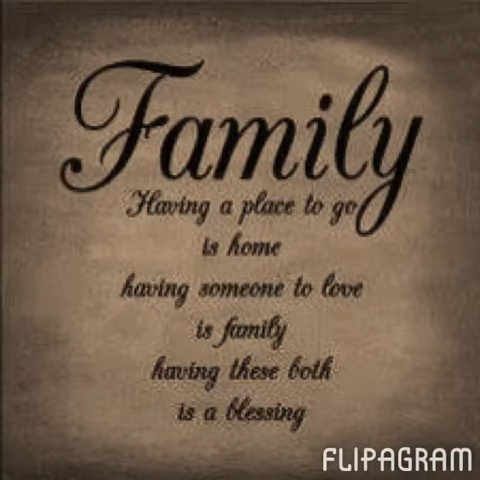 Family
Having a place to go
is home
having someone to love
is family
having these both
is a blessing
FLIPAGRAM